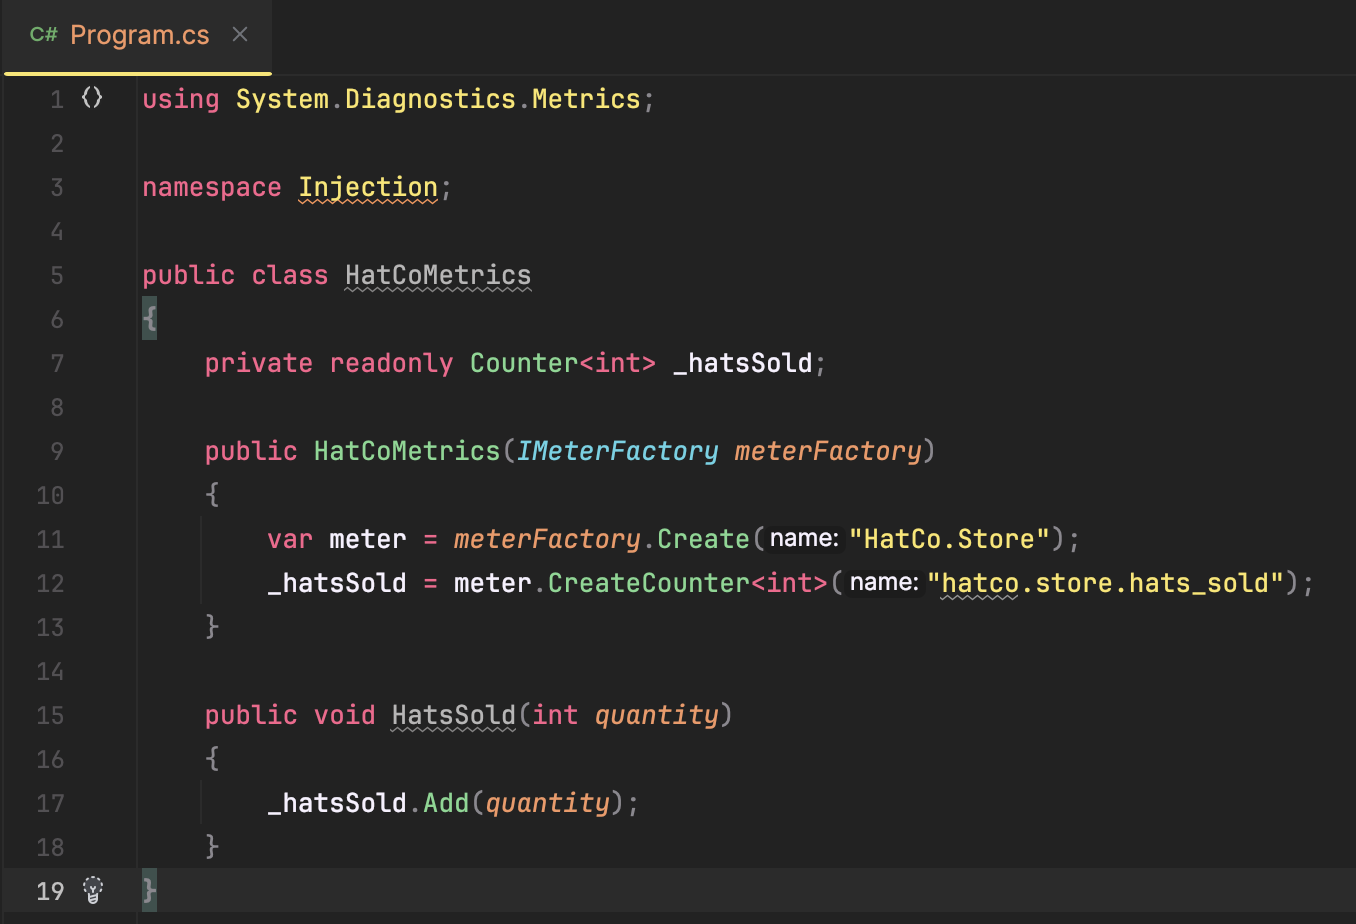 C# Program.cs ×
1 using System.Diagnostics.Metrics;
2
3 namespace Injection;
4
5 public class HatCoMetrics
6 {
7     private readonly Counter<int> _hatsSold;
8
9     public HatCoMetrics(IMeterFactory meterFactory)
10     {
11         var meter = meterFactory.Create( name: "HatCo.Store");
12         _hatsSold = meter.CreateCounter<int>( name: "hatco.store.hats_sold");
13     }
14
15     public void HatsSold(int quantity)
16     {
17         _hatsSold.Add(quantity);
18     }
19 }